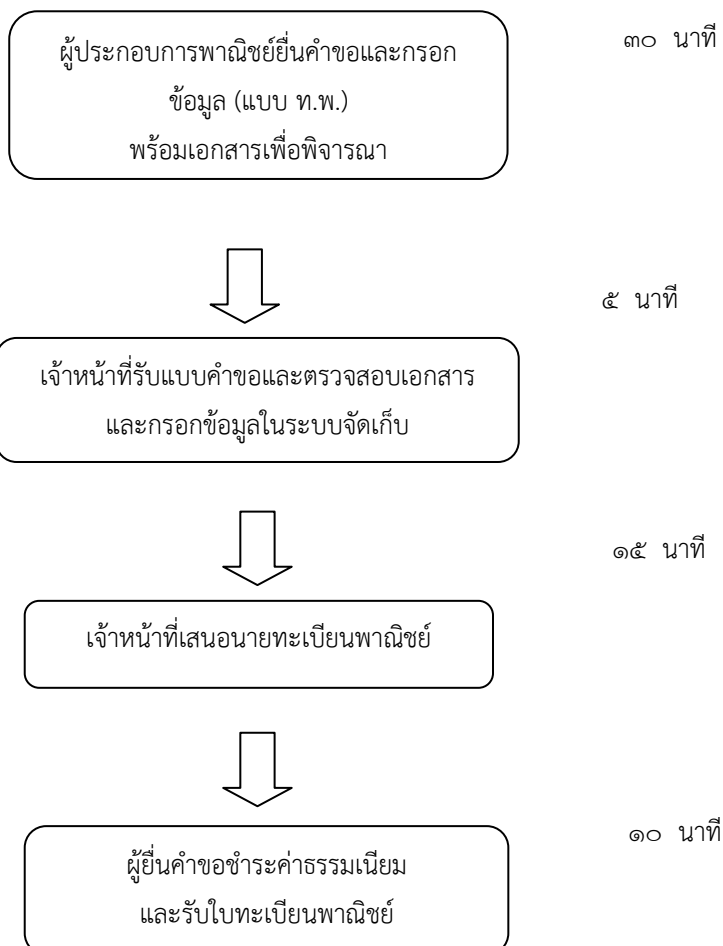 ผู้ประกอบการพาณิชย์ยื่นคำขอและกรอก
ข้อมูล (แบบ ท.พ.)
พร้อมเอกสารเพื่อพิจารณา
๓๐ นาที
๕ นาที
เจ้าหน้าที่รับแบบคำขอและตรวจสอบเอกสาร
และกรอกข้อมูลในระบบจัดเก็บ
๑๕ นาที
เจ้าหน้าที่เสนอนายทะเบียนพาณิชย์
๑๐ นาที
ผู้ยื่นคำขอชำระค่าธรรมเนียม
และรับใบทะเบียนพาณิชย์